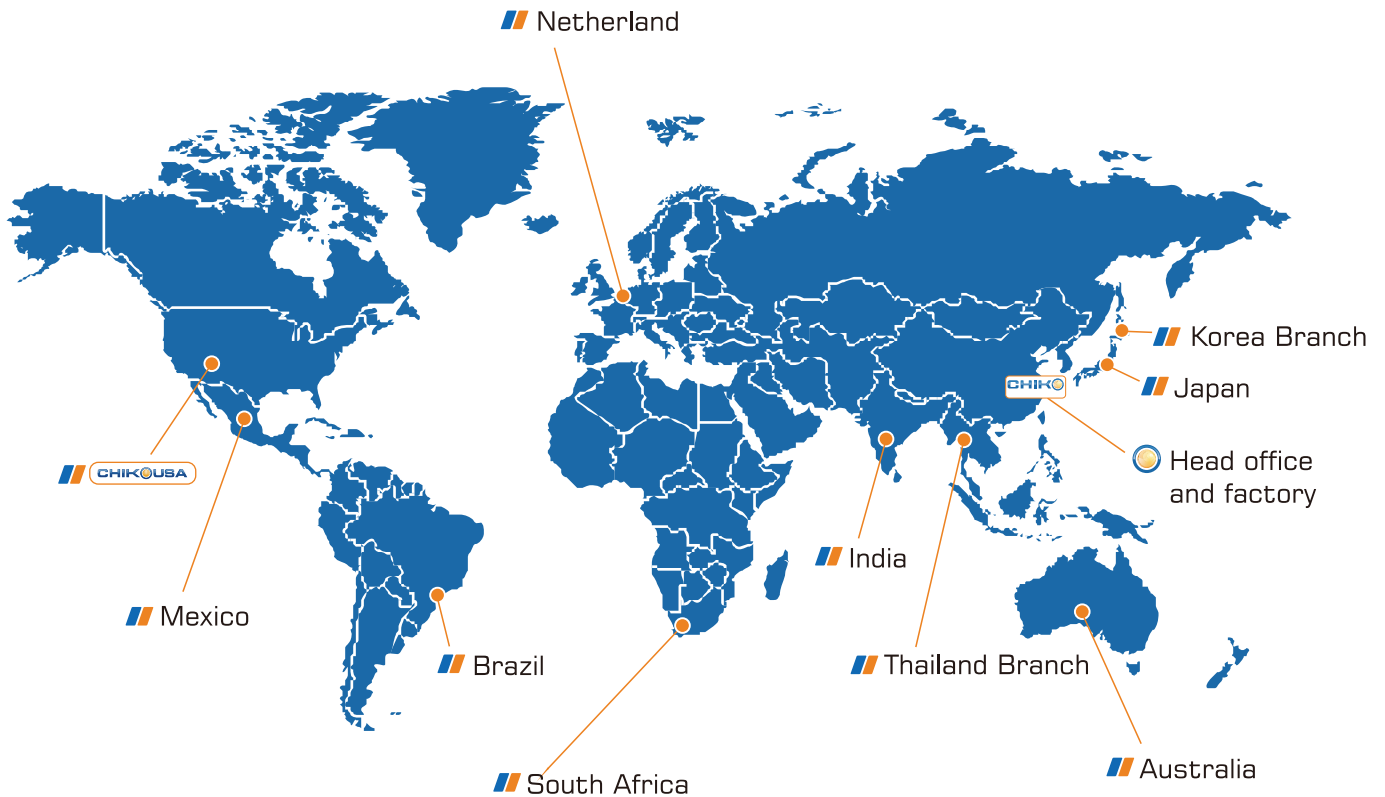 Netherland
Korea Branch
CHIKO
Japan
CHIKO USA
Head office
and factory
India
Mexico
Brazil
Thailand Branch
South Africa
Australia